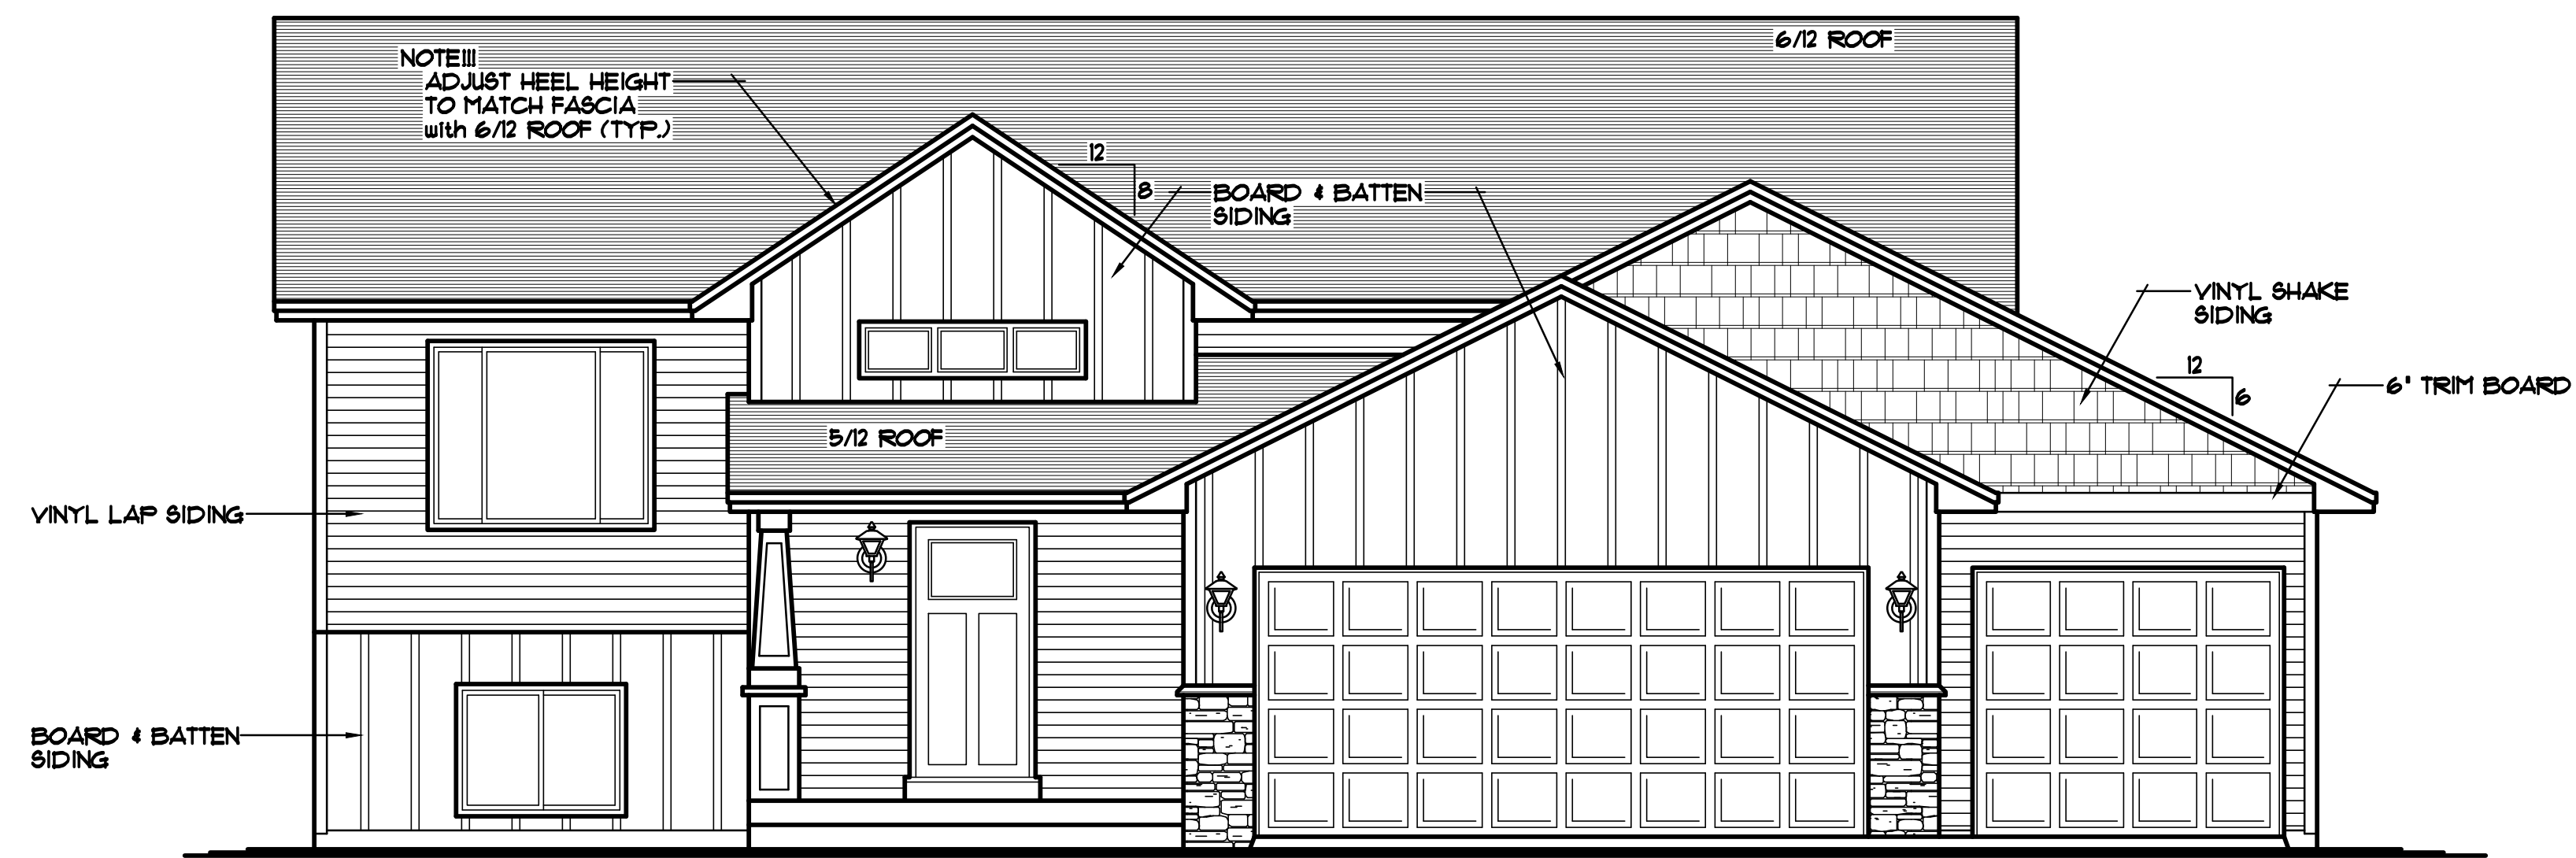 6/12 ROOF
NOTE!!!
ADJUST HEEL HEIGHT
TO MATCH FASCIA
with 6/12 ROOF (TYP.)
12
8
BOARD & BATTEN
SIDING
VINYL SHAKE
SIDING
12
6
6" TRIM BOARD
5/12 ROOF
VINYL LAP SIDING
BOARD & BATTEN
SIDING